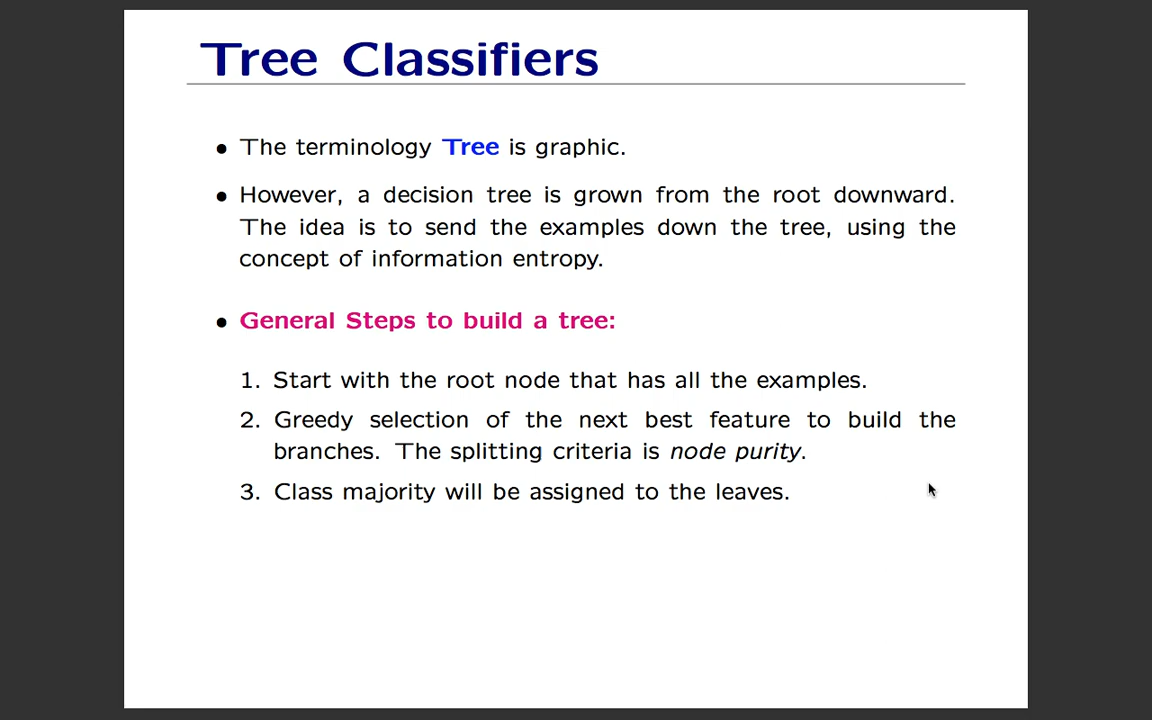 Tree Classifiers
• The terminology Tree is graphic.
• However, a decision tree is grown from the root downward.
The idea is to send the examples down the tree, using the
concept of information entropy.
• General Steps to build a tree:
1. Start with the root node that has all the examples.
2. Greedy selection of the next best feature to build the
branches. The splitting criteria is node purity.
3. Class majority will be assigned to the leaves.